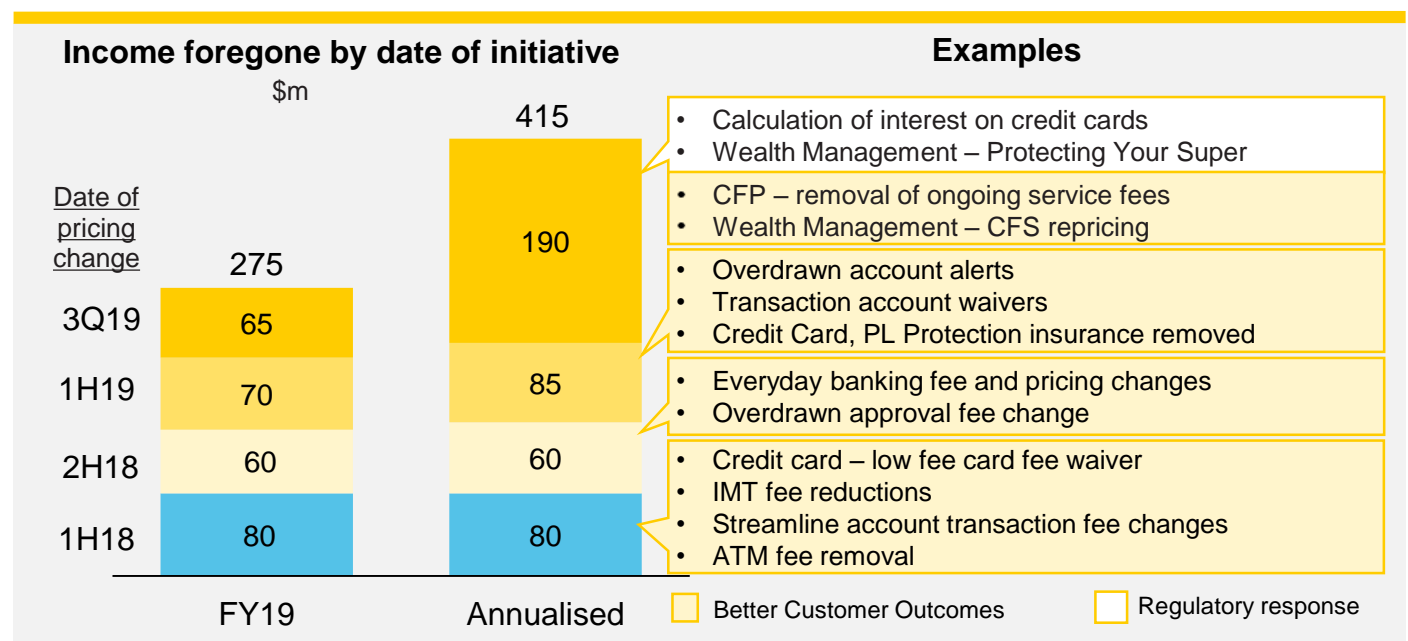 Income foregone by date of initiative
$m
Date of
pricing
change
3Q19
1H19
2H18
1H18
275
65
70
60
80
FY19
415
190
85
60
80
Annualised
Examples
• Calculation of interest on credit cards
• Wealth Management – Protecting Your Super
• CFP – removal of ongoing service fees
• Wealth Management – CFS repricing
• Overdrawn account alerts
• Transaction account waivers
• Credit Card, PL Protection insurance removed
• Everyday banking fee and pricing changes
• Overdrawn approval fee change
• Credit card – low fee card fee waiver
• IMT fee reductions
• Streamline account transaction fee changes
• ATM fee removal
Better Customer Outcomes
Regulatory response